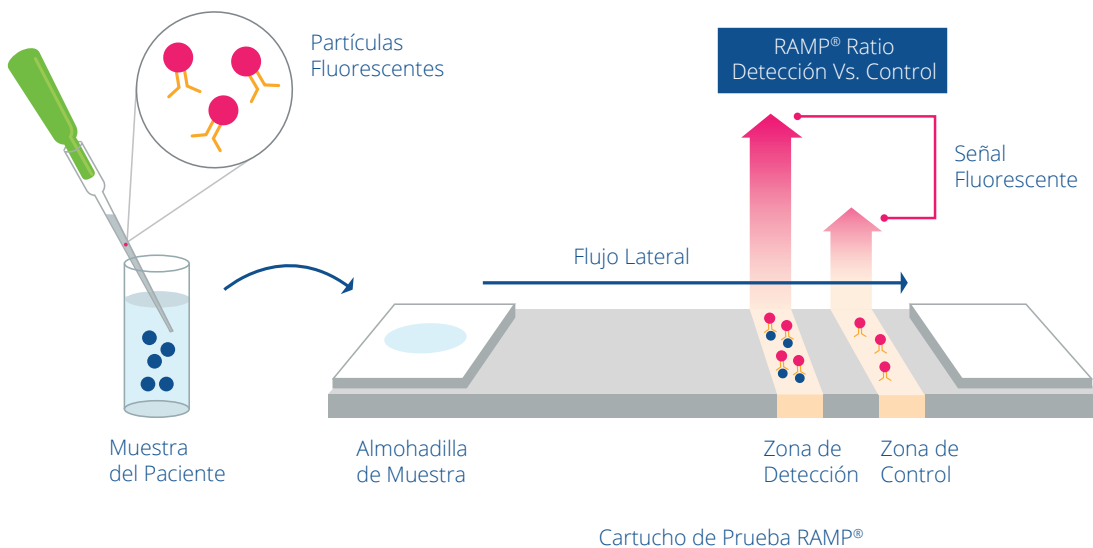 Partículas
Fluorescentes
RAMP® Ratio
Detección Vs. Control
Señal
Fluorescente
Flujo Lateral
Muestra
del Paciente
Almohadilla
de Muestra
Zona de
Detección
Zona de
Control
Cartucho de Prueba RAMP®